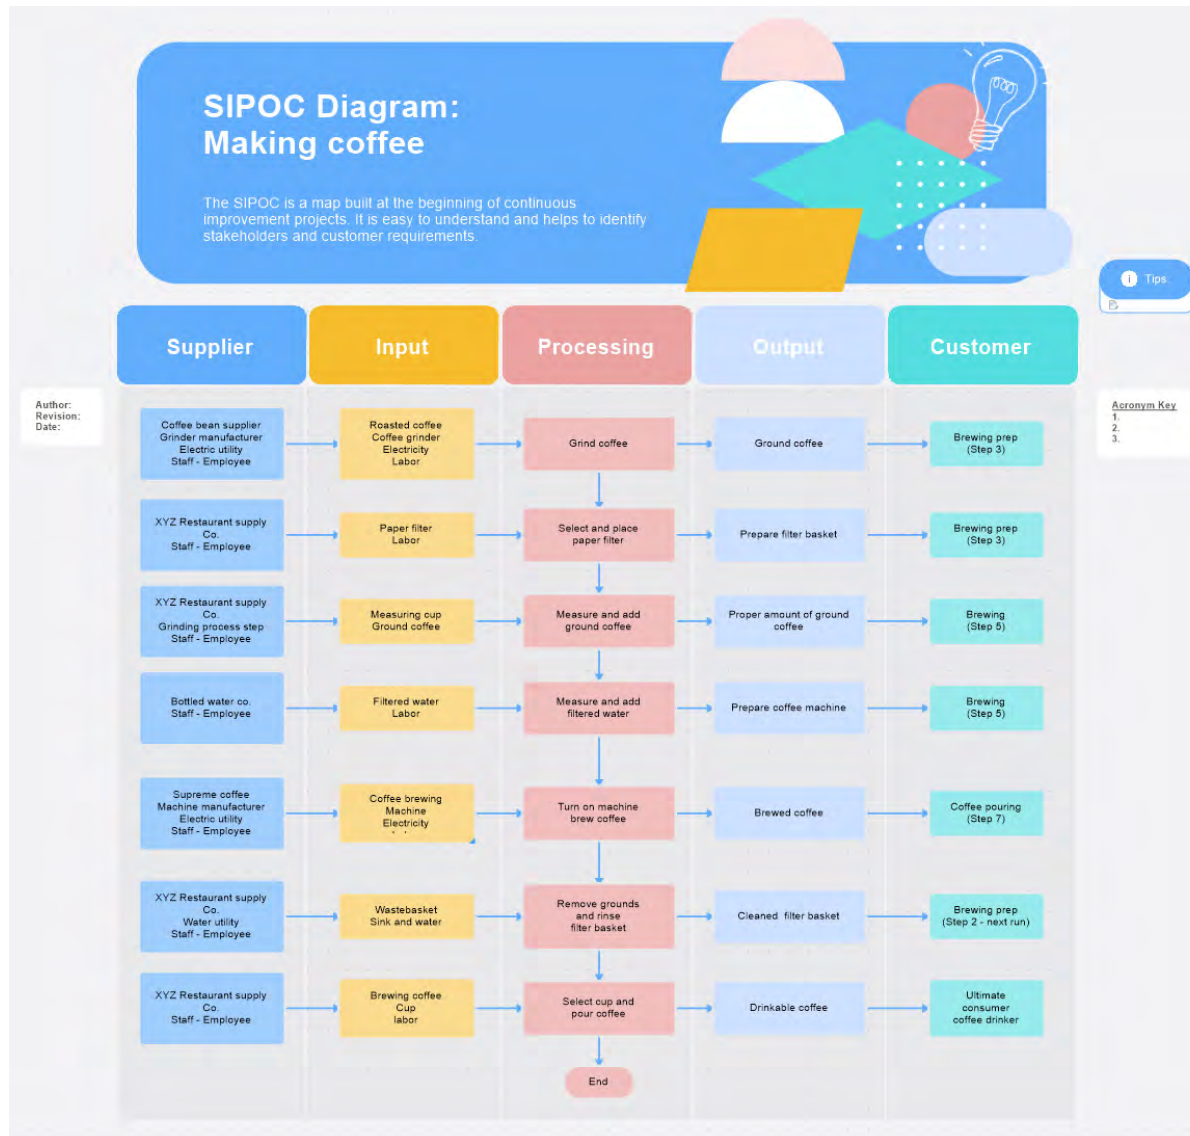 SIPOC Diagram:
Making coffee
The SIPOC is a map built at the beginning of continuous
improvement projects. It is easy to understand and helps to identify
stakeholders and customer requirements.
Tips
Supplier
Input
Processing
Output
Customer
Author:
Revision:
Date:
Acronym Key
1.
2.
3.
Coffee bean supplier
Grinder manufacturer
Electric utility
Staff - Employee
Roasted coffee
Coffee grinder
Electricity
Labor
Grind coffee
Ground coffee
Brewing prep
(Step 3)
XYZ Restaurant supply
Co.
Staff - Employee
Paper filter
Labor
Select and place
paper filter
Prepare filter basket
Brewing prep
(Step 3)
XYZ Restaurant supply
Co.
Grinding process step
Staff - Employee
Measuring cup
Ground coffee
Measure and add
ground coffee
Proper amount of ground
coffee
Brewing
(Step 5)
Bottled water co.
Staff - Employee
Filtered water
Labor
Measure and add
filtered water
Prepare coffee machine
Brewing
(Step 5)
Supreme coffee
Machine manufacturer
Electric utility
Staff - Employee
Coffee brewing
Machine
Electricity
Turn on machine
brew coffee
Brewed coffee
Coffee pouring
(Step 7)
XYZ Restaurant supply
Co.
Water utility
Staff - Employee
Wastebasket
Sink and water
Remove grounds
and rinse
filter basket
Cleaned filter basket
Brewing prep
(Step 2 - next run)
XYZ Restaurant supply
Co.
Staff - Employee
Brewing coffee
Cup
labor
Select cup and
pour coffee
Drinkable coffee
Ultimate
consumer
coffee drinker
End